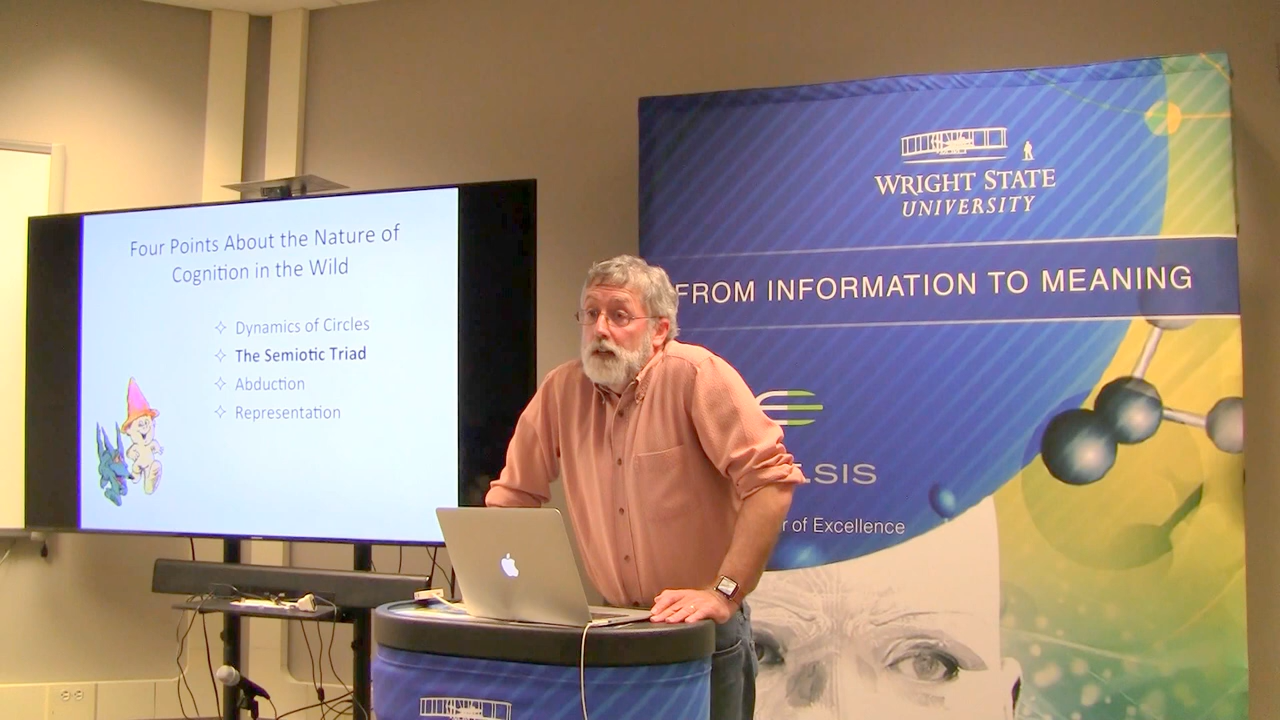 Four Points About the Nature of
Cognition in the Wild
Dynamics of Circles
The Semiotic Triad
Abduction
Representation
WRIGHT STATE
UNIVERSITY
FROM INFORMATION TO MEANING
of Excellence